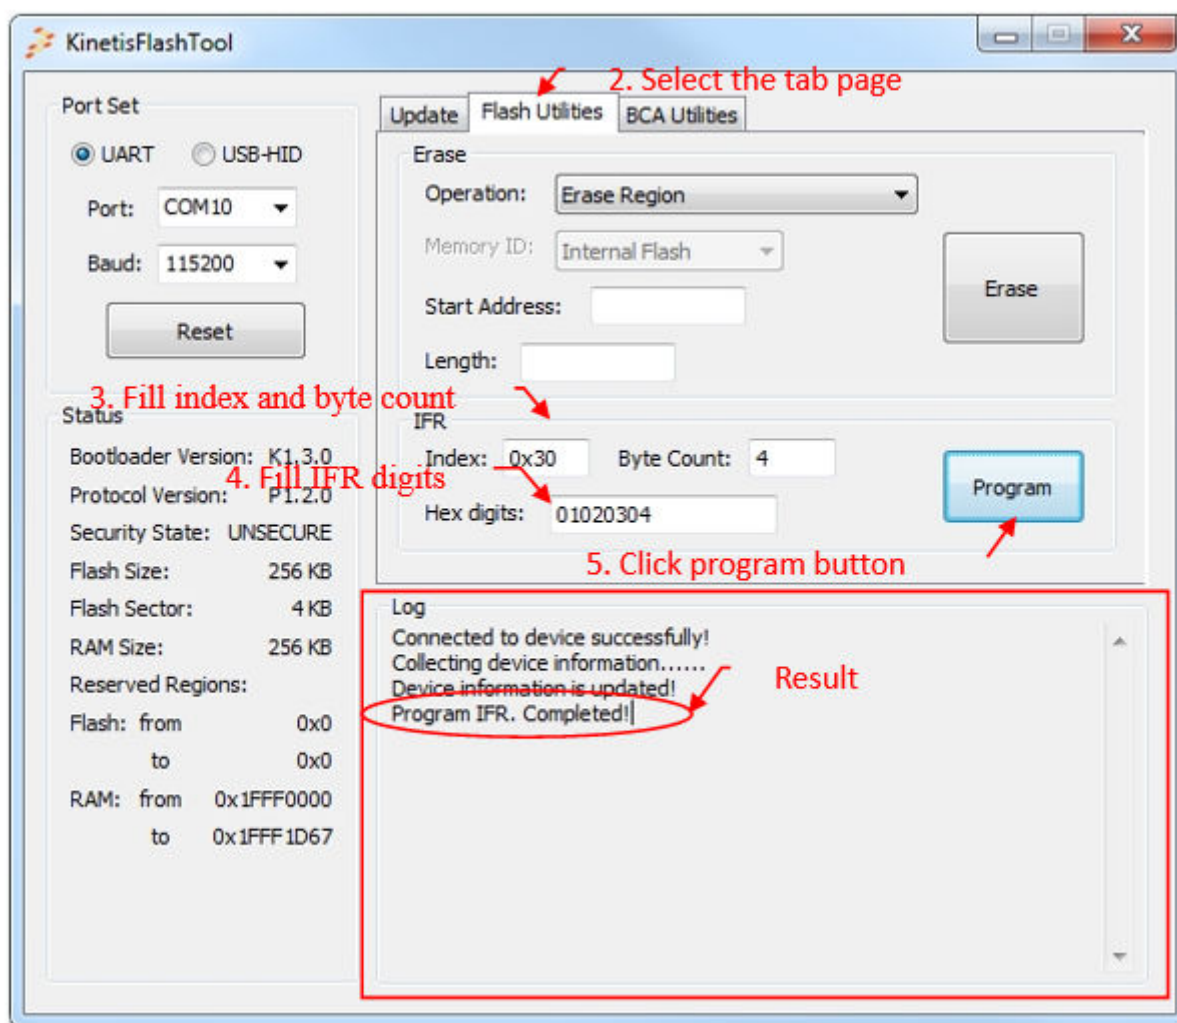 KinetisFlashTool
2. Select the tab page
Port Set
UART USB-HID
Port: COM10
Baud: 115200
Reset
Update Flash Utilities BCA Utilities
Erase
Operation: Erase Region
Memory ID: Internal Flash
Start Address:
Length:
Erase
3. Fill index and byte count
IFR
Index: 0x30 Byte Count: 4
4. Fill IFR digits
Hex digits: 01020304
Program
5. Click program button
Status
Bootloader Version: K1.3.0
Protocol Version: P1.2.0
Security State: UNSECURE
Flash Size: 256 KB
Flash Sector: 4 KB
RAM Size: 256 KB
Reserved Regions:
Flash: from 0x0
to 0x0
RAM: from 0x1FFF0000
to 0x1FFF1D67
Log
Connected to device successfully!
Collecting device information......
Device information is updated!
Program IFR. Completed!
Result